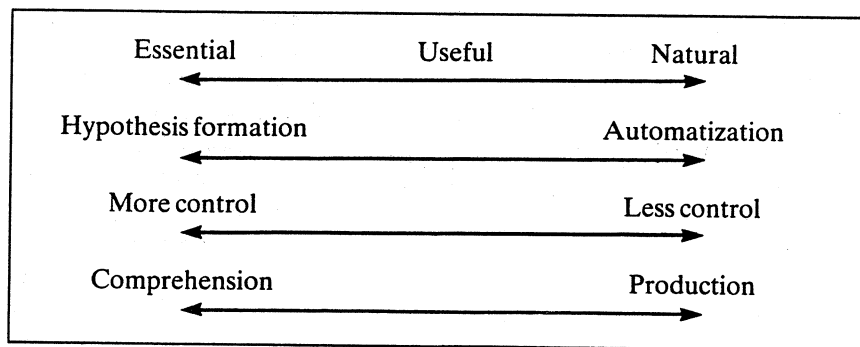 Essential Useful Natural
Hypothesis formation Automatization
More control Less control
Comprehension Production